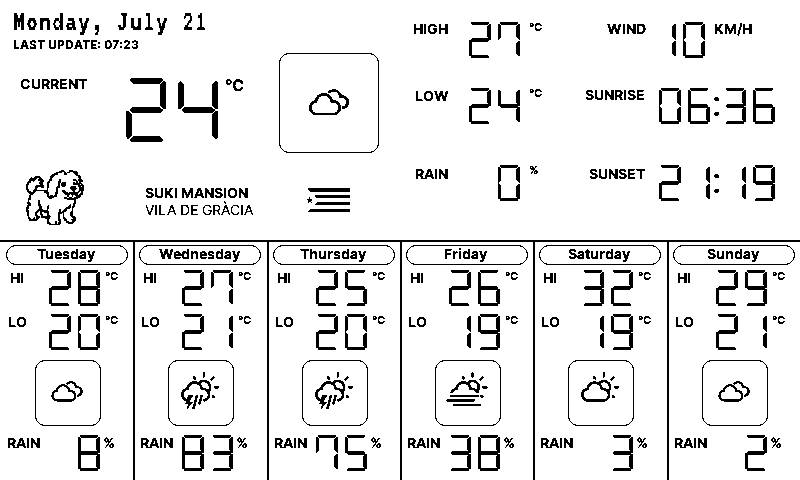 Monday, July 21
LAST UPDATE: 07:23
CURRENT 24 °C
SUKI MANSION
VILA DE GRÀCIA
HIGH 27 °C
LOW 24 °C
RAIN 0 %
WIND 10 KM/H
SUNRISE 06:36
SUNSET 21:19
Tuesday
HI 28 °C
LO 20 °C
RAIN 8 %
Wednesday
HI 27 °C
LO 21 °C
RAIN 83 %
Thursday
HI 25 °C
LO 20 °C
RAIN 75 %
Friday
HI 26 °C
LO 19 °C
RAIN 38 %
Saturday
HI 32 °C
LO 19 °C
RAIN 3 %
Sunday
HI 29 °C
LO 21 °C
RAIN 2 %